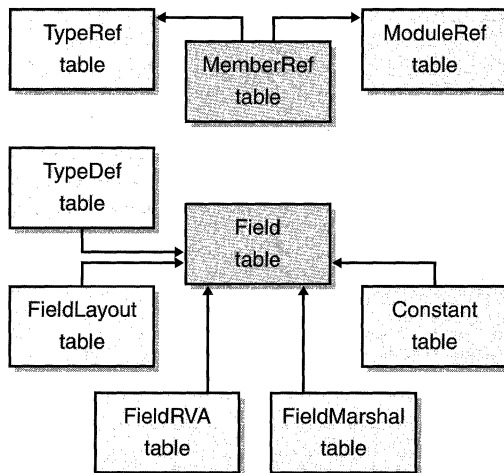 TypeRef
table
MemberRef
table
ModuleRef
table
TypeDef
table
Field
table
FieldLayout
table
Constant
table
FieldRVA
table
FieldMarshal
table